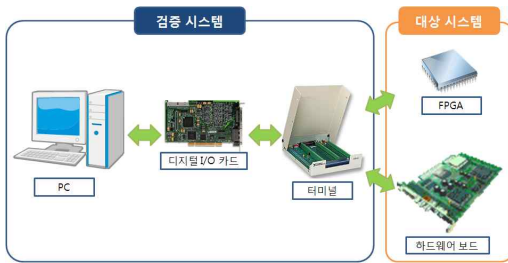 검증 시스템
대상 시스템
FPGA
디지털 I/O 카드
PC
터미널
하드웨어 보드